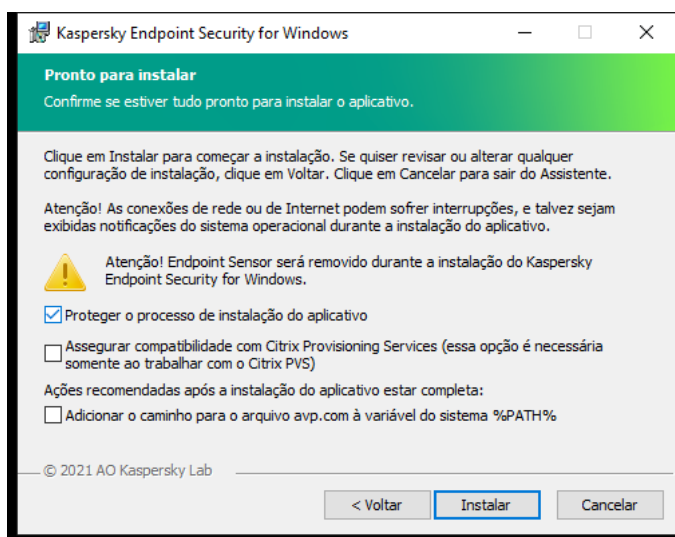 Kaspersky Endpoint Security for Windows
Pronto para instalar
Confirme se estiver tudo pronto para instalar o aplicativo.
Clique em Instalar para começar a instalação. Se quiser revisar ou alterar qualquer
configuração de instalação, clique em Voltar. Clique em Cancelar para sair do Assistente.
Atenção! As conexões de rede ou de Internet podem sofrer interrupções, e talvez sejam
exibidas notificações do sistema operacional durante a instalação do aplicativo.
Atenção! Endpoint Sensor será removido durante a instalação do Kaspersky
Endpoint Security for Windows.
Proteger o processo de instalação do aplicativo
Assegurar compatibilidade com Citrix Provisioning Services (essa opção é necessária
somente ao trabalhar com o Citrix PVS)
Ações recomendadas após a instalação do aplicativo estar completa:
Adicionar o caminho para o arquivo avp.com à variável do sistema %PATH%
© 2021 AO Kaspersky Lab
< Voltar
Instalar
Cancelar